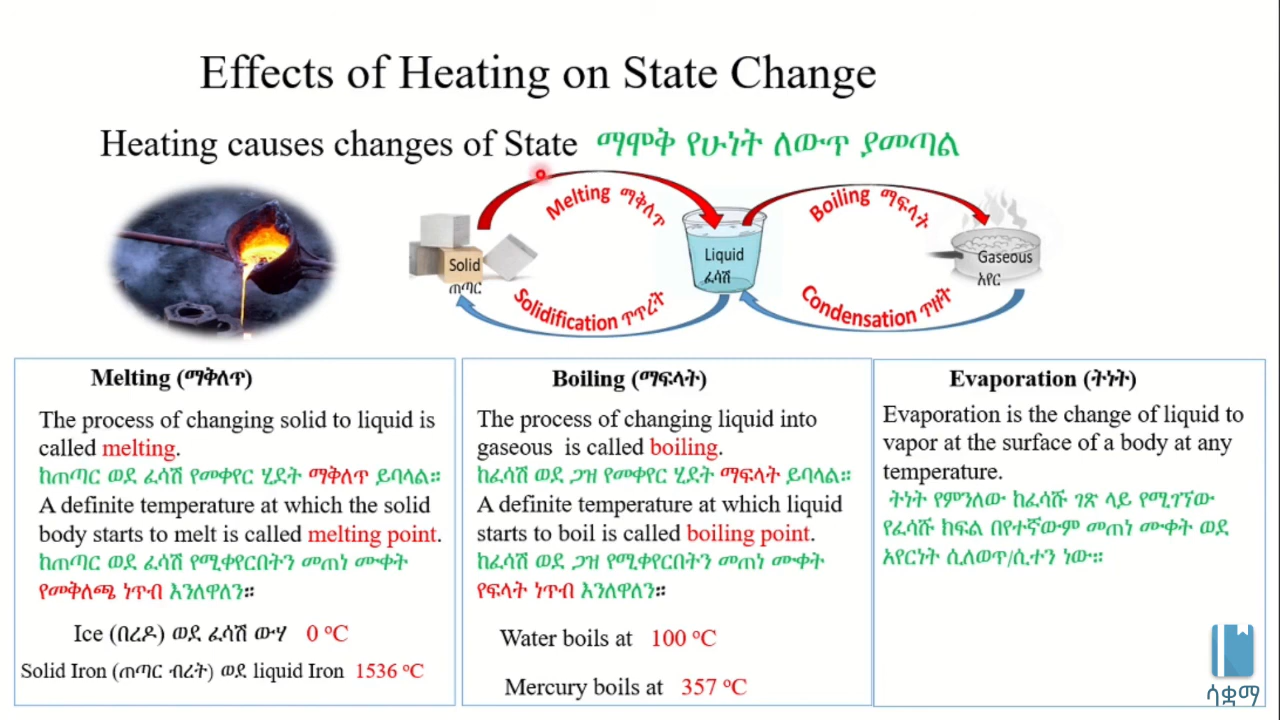 Effects of Heating on State Change
Heating causes changes of State ማሞቅ የሁነት ለውጥ ያመጣል
Melting ማቅለጥ
Boiling ማፍላት
Solid
ጠጣር
Liquid
ፈሳሽ
Gaseous
አየር
Solidification ጥጥረት
Condensation ጥዘት
Melting (ማቅለጥ)
The process of changing solid to liquid is
called melting.
ከጠጣር ወደ ፈሳሽ የመቀየር ሂደት ማቅለጥ ይባላል።
A definite temperature at which the solid
body starts to melt is called melting point.
ከጠጣር ወደ ፈሳሽ የሚቀየርበትን መጠነ ሙቀት
የመቅለጫ ነጥብ እንለዋለን።
Ice (በረዶ) ወደ ፈሳሽ ውሃ 0 ºC
Solid Iron (ጠጣር ብረት) ወደ liquid Iron 1536 ºC
Boiling (ማፍላት)
The process of changing liquid into
gaseous is called boiling.
ከፈሳሽ ወደ ጋዝ የመቀየር ሂደት ማፍላት ይባላል።
A definite temperature at which liquid
starts to boil is called boiling point.
ከፈሳሽ ወደ ጋዝ የሚቀየርበትን መጠነ ሙቀት
የፍላት ነጥብ እንለዋለን።
Water boils at 100 ºC
Mercury boils at 357 ºC
Evaporation (ትነት)
Evaporation is the change of liquid to
vapor at the surface of a body at any
temperature.
ትነት የምንለው ከፈሳሹ ገጽ ላይ የሚገኘው
የፈሳሹ ክፍል በየተኛውም መጠነ ሙቀት ወደ
አየርነት ሲለወጥ/ሲተን ነው።
ሳቋማ